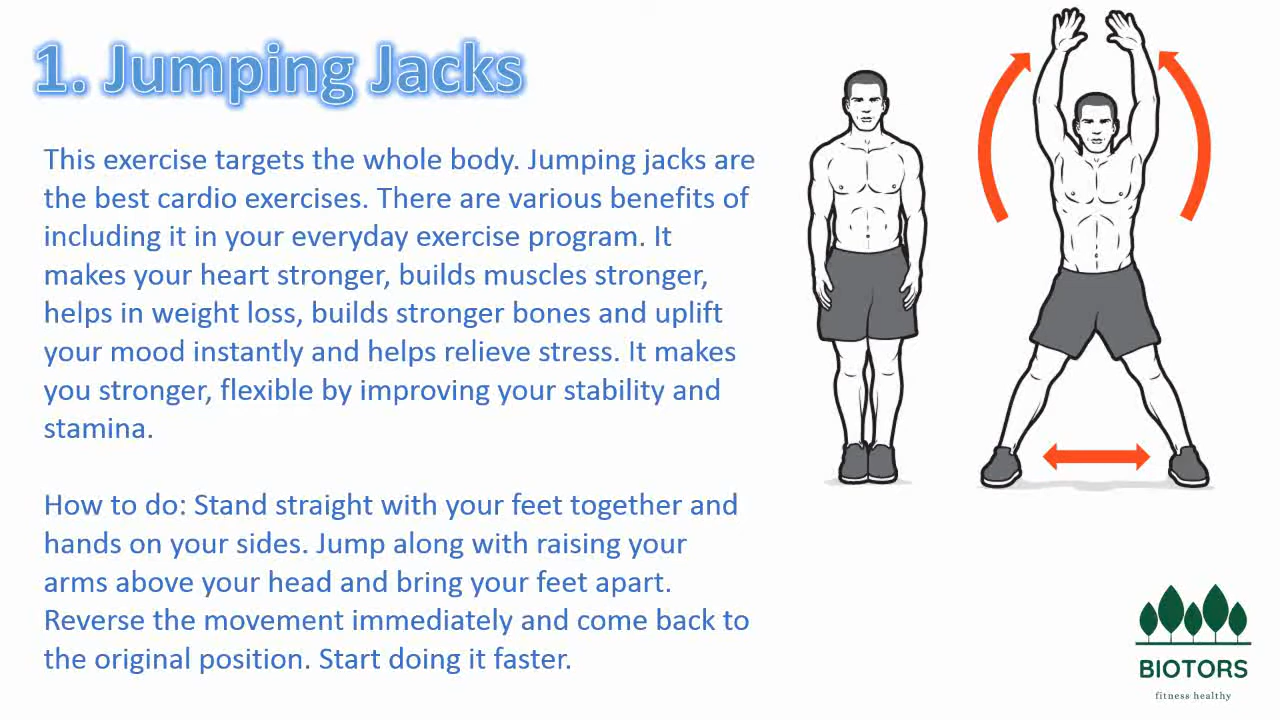 1. Jumping Jacks
This exercise targets the whole body. Jumping jacks are
the best cardio exercises. There are various benefits of
including it in your everyday exercise program. It
makes your heart stronger, builds muscles stronger,
helps in weight loss, builds stronger bones and uplift
your mood instantly and helps relieve stress. It makes
you stronger, flexible by improving your stability and
stamina.
How to do: Stand straight with your feet together and
hands on your sides. Jump along with raising your
arms above your head and bring your feet apart.
Reverse the movement immediately and come back to
the original position. Start doing it faster.
BIOTORS
fitness healthy